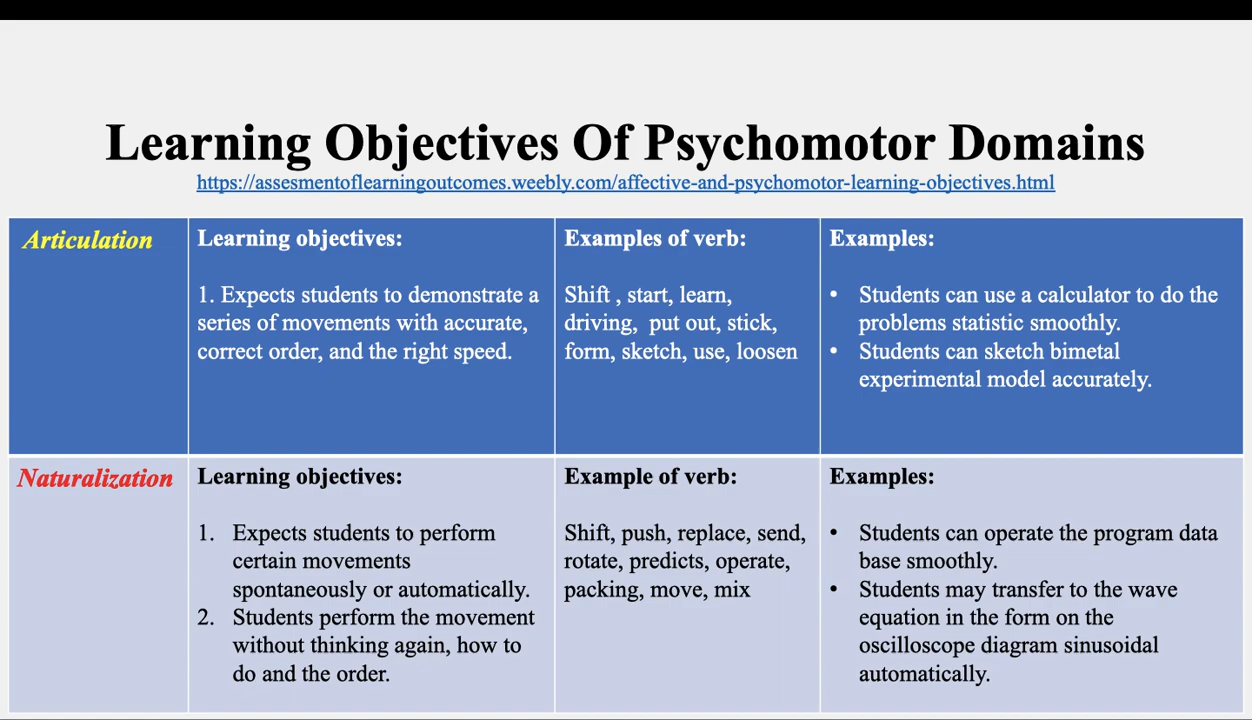 Learning Objectives Of Psychomotor Domains
https://assesmentoflearningoutcomes.weebly.com/affective-and-psychomotor-learning-objectives.html
Articulation
Learning objectives:
1. Expects students to demonstrate a
series of movements with accurate,
correct order, and the right speed.
Examples of verb:
Shift , start, learn,
driving, put out, stick,
form, sketch, use, loosen
Examples:
• Students can use a calculator to do the
problems statistic smoothly.
• Students can sketch bimetal
experimental model accurately.
Naturalization
Learning objectives:
1. Expects students to perform
certain movements
spontaneously or automatically.
2. Students perform the movement
without thinking again, how to
do and the order.
Example of verb:
Shift, push, replace, send,
rotate, predicts, operate,
packing, move, mix
Examples:
• Students can operate the program data
base smoothly.
• Students may transfer to the wave
equation in the form on the
oscilloscope diagram sinusoidal
automatically.